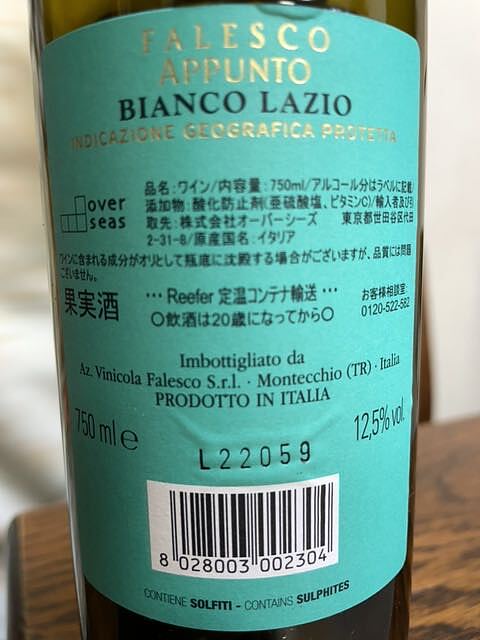 FALESCO
APPUNTO
BIANCO LAZIO
INDICAZIONE GEOGRAFICA PROTETTA
over
seas
品名:ワイン/内容量:750ml/アルコール分はラベルに記載/
添加物:酸化防止剤(亜硫酸塩、ビタミンC)/輸入者及び引
取先:株式会社オーバーシーズ 東京都世田谷区代田
2-31-8/原産国名:イタリア
ワインに含まれる成分がオリとして瓶底に沈殿する場合がございますが、品質には問題
ございません。
果実酒
··· Reefer 定温コンテナ輸送 ···
○飲酒は20歳になってから○
お客様相談室:
0120-522-582
Imbottigliato da
Az. Vinicola Falesco S.r.l. · Montecchio (TR) · Italia
PRODOTTO IN ITALIA
750 ml e
12,5% vol.
L22059
8 028003 002304
CONTIENE SOLFITI - CONTAINS SULPHITES